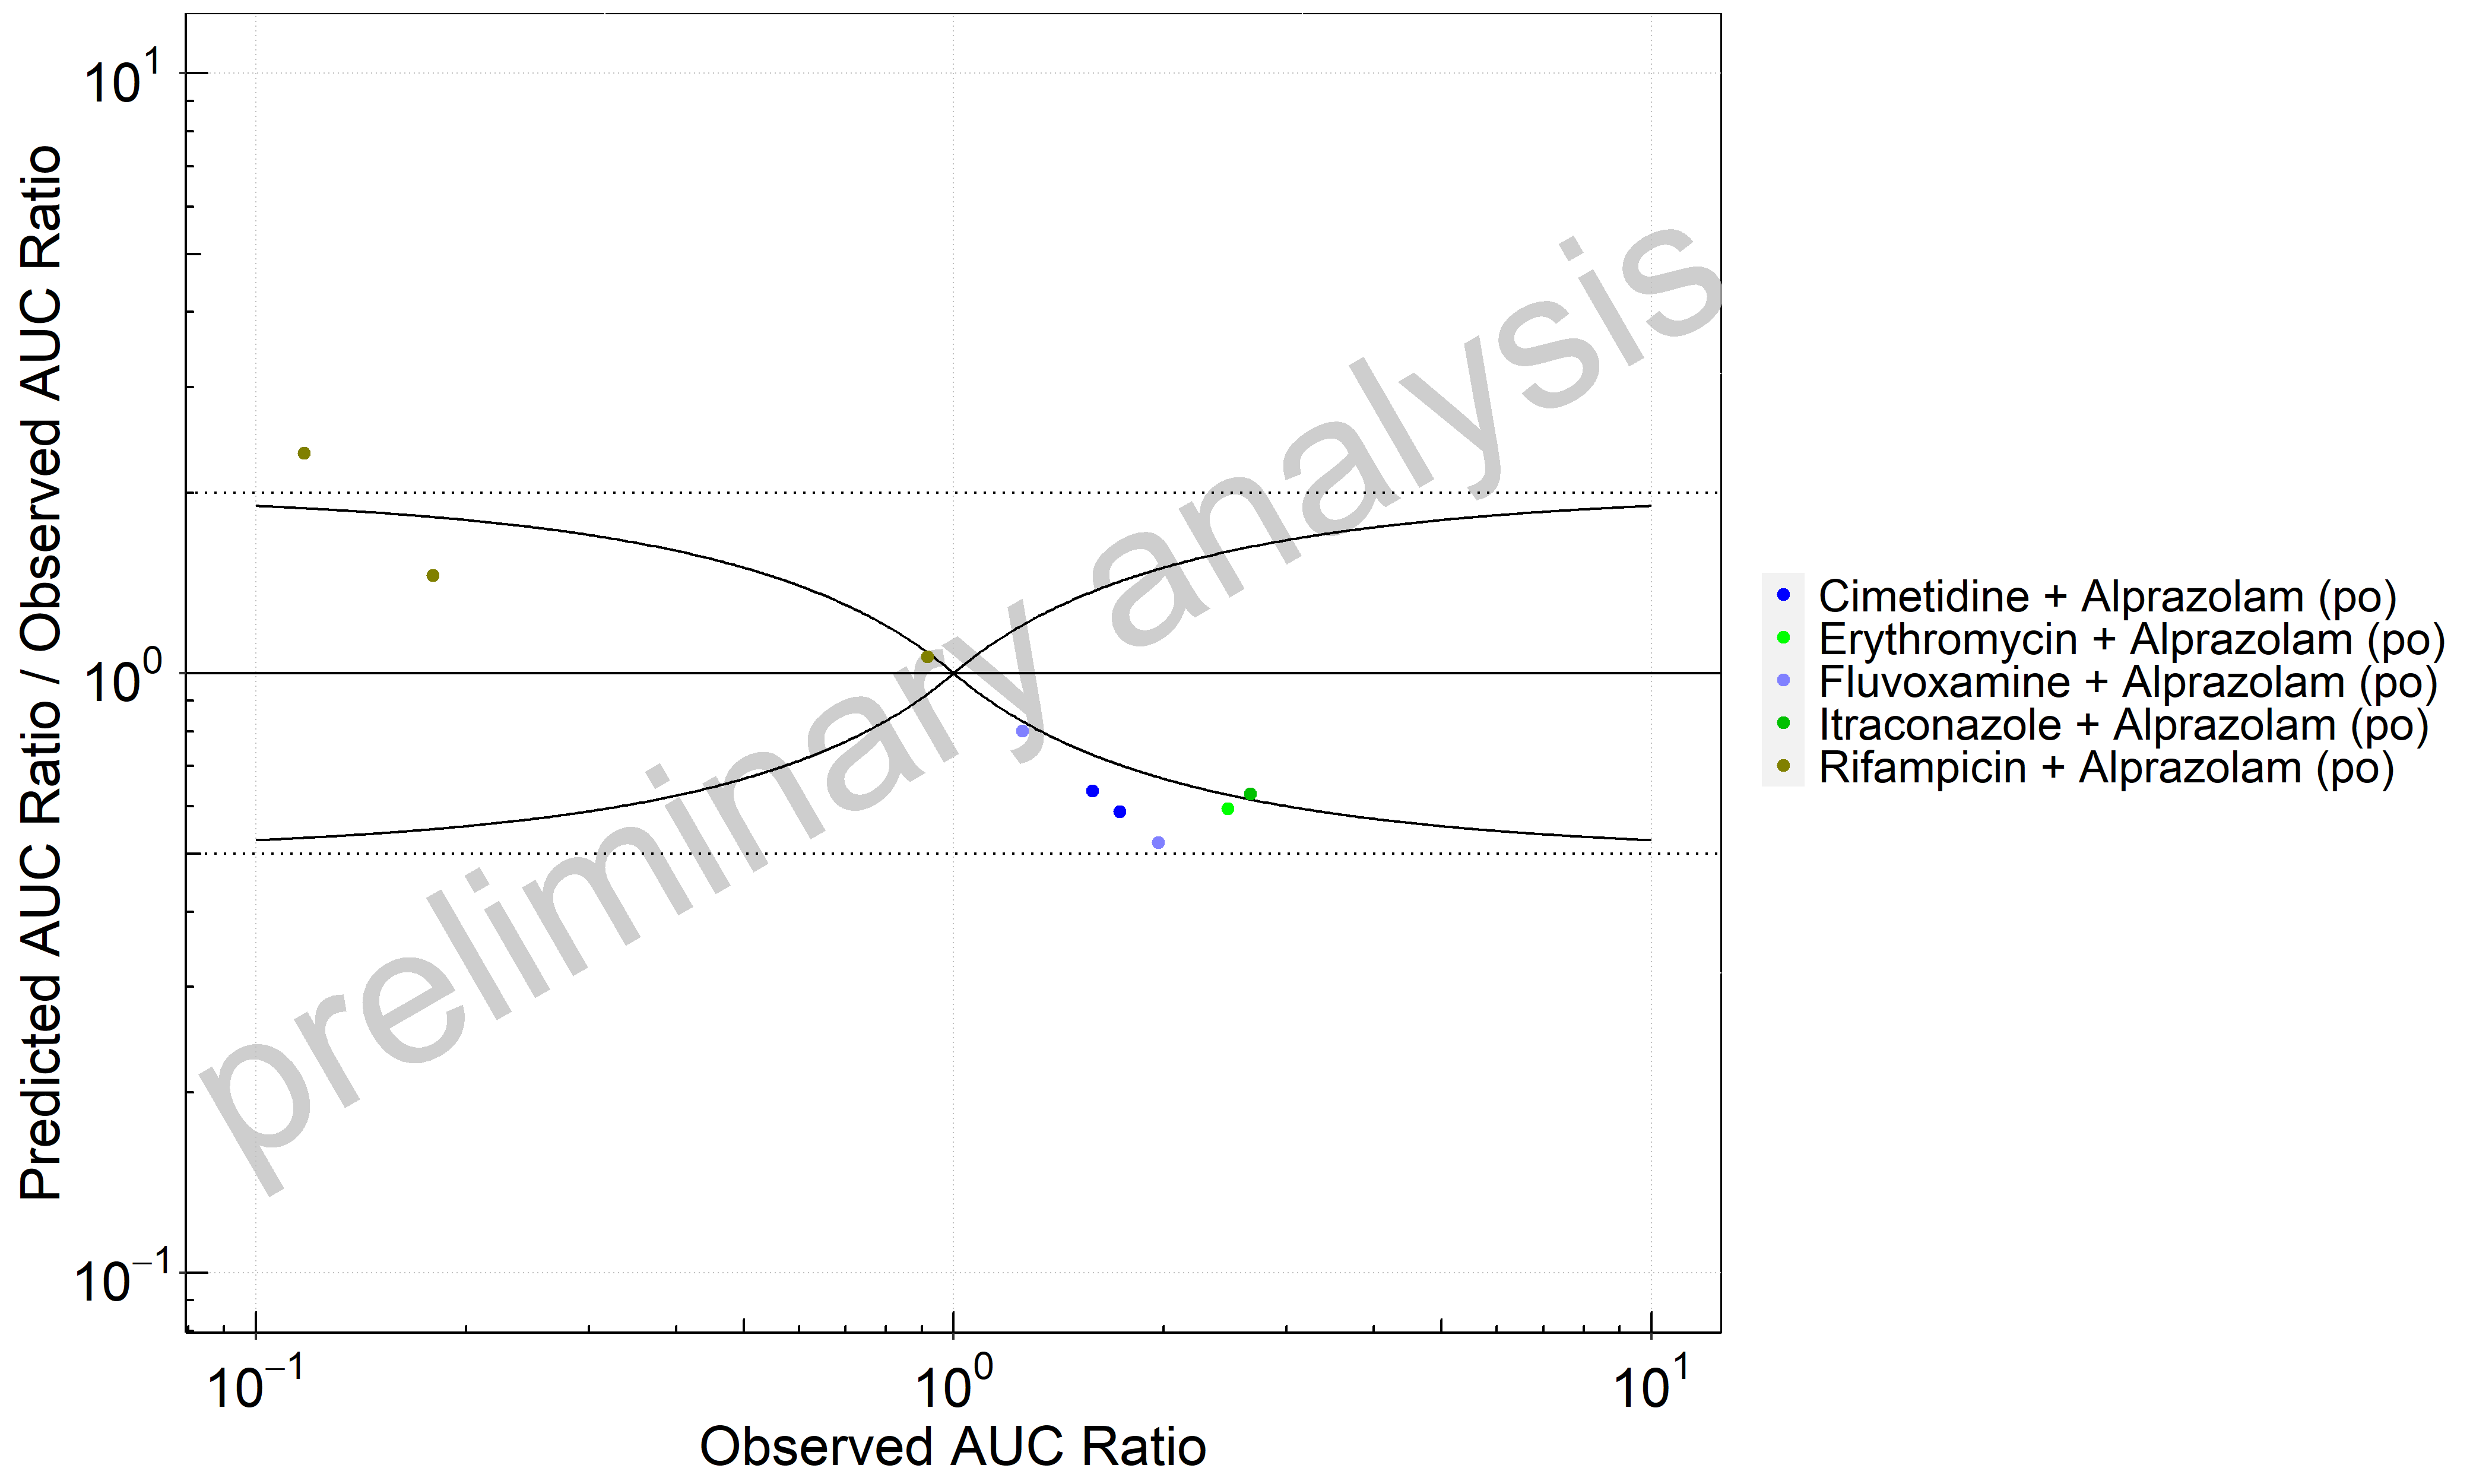 Predicted AUC Ratio / Observed AUC Ratio
10¹
10⁰
10⁻¹
preliminary analysis
10⁻¹
10⁰
10¹
Observed AUC Ratio
Cimetidine + Alprazolam (po)
Erythromycin + Alprazolam (po)
Fluvoxamine + Alprazolam (po)
Itraconazole + Alprazolam (po)
Rifampicin + Alprazolam (po)